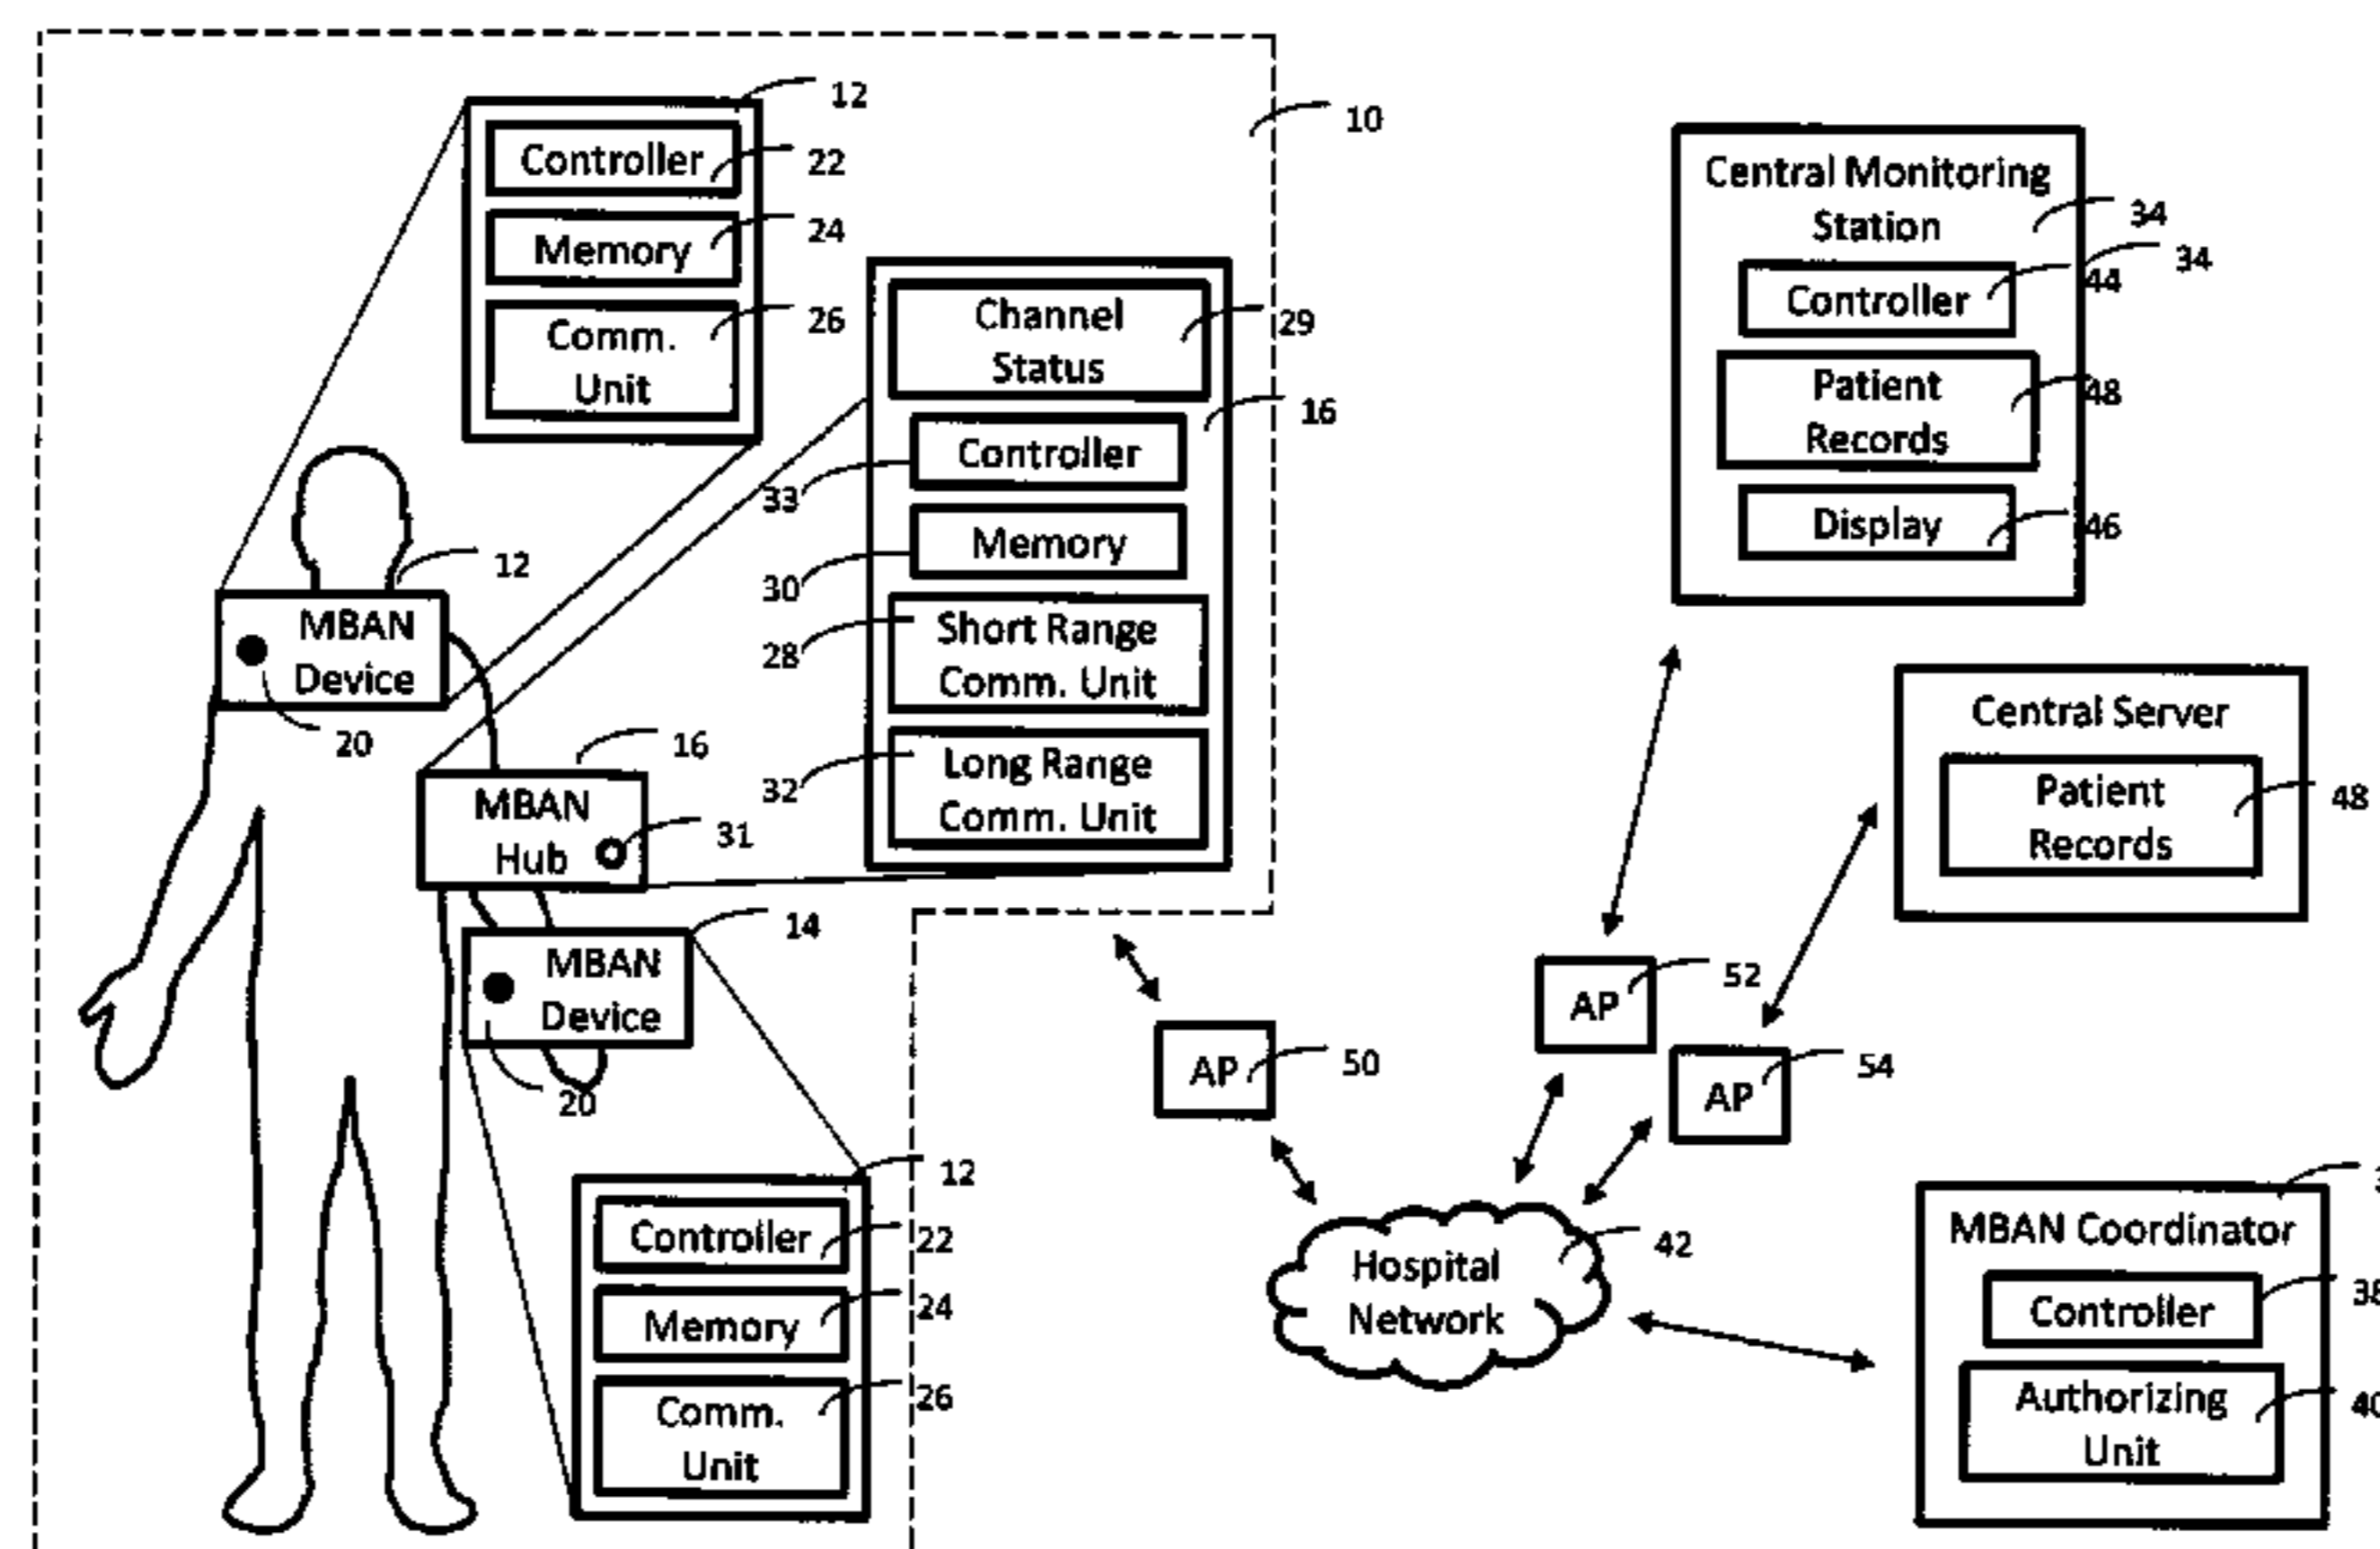 12
Controller
22
Memory
24
Comm.
Unit
26
10
Channel
Status
29
16
Controller
33
Memory
30
Short Range
Comm. Unit
28
Long Range
Comm. Unit
32
12
MBAN
Device
20
16
MBAN
Hub
31
14
MBAN
Device
20
12
Controller
22
Memory
24
Comm.
Unit
26
Central Monitoring
Station
34
34
Controller
44
Patient
Records
48
Display
46
Central Server
Patient
Records
48
AP
52
AP
54
AP
50
Hospital
Network
42
MBAN Coordinator
Controller
38
Authorizing
Unit
40